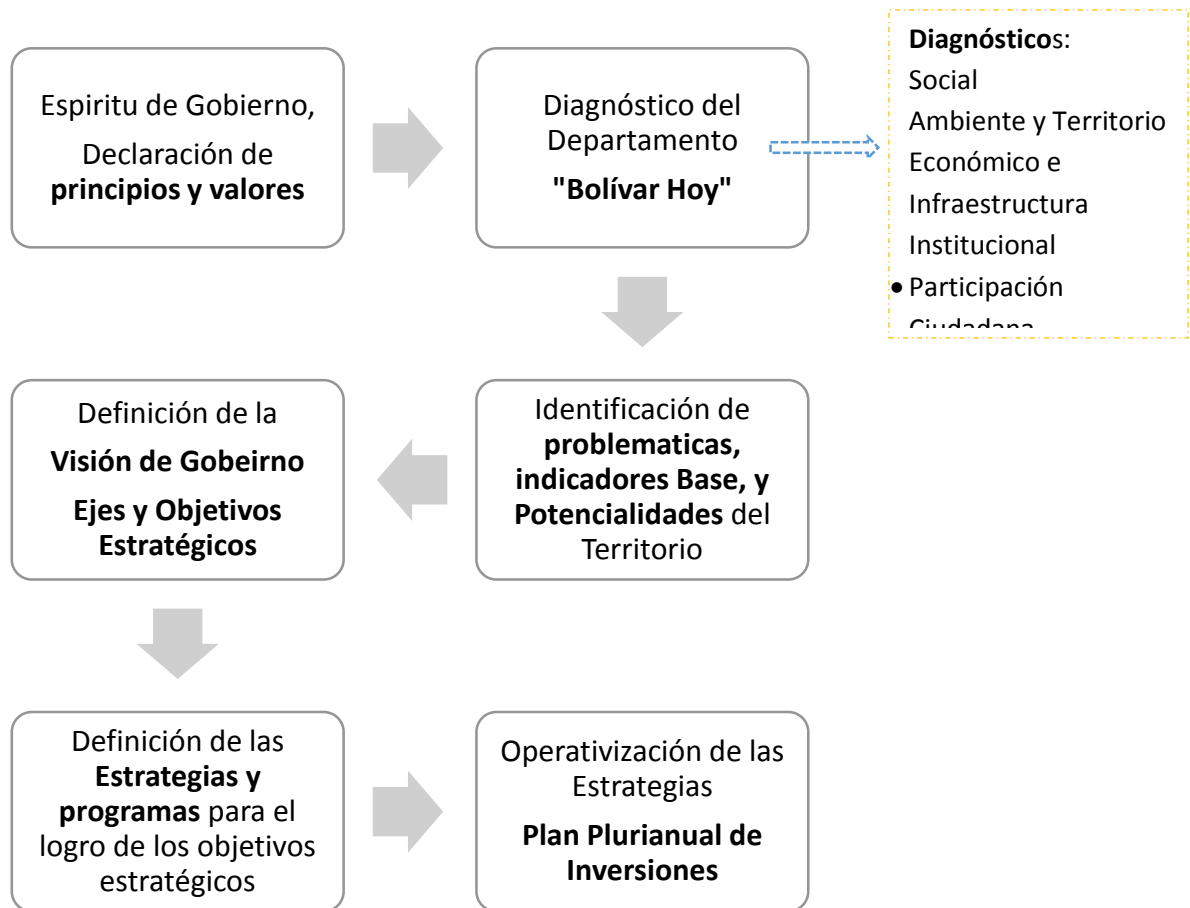 Espiritu de Gobierno,
Declaración de
principios y valores
Diagnóstico del
Departamento
"Bolívar Hoy"
Diagnósticos:
Social
Ambiente y Territorio
Económico e
Infraestructura
Institucional
• Participación
Ciudadana
Identificación de
problematicas,
indicadores Base, y
Potencialidades del
Territorio
Definición de la
Visión de Gobeirno
Ejes y Objetivos
Estratégicos
Definición de las
Estrategias y
programas para el
logro de los objetivos
estratégicos
Operativización de las
Estrategias
Plan Plurianual de
Inversiones